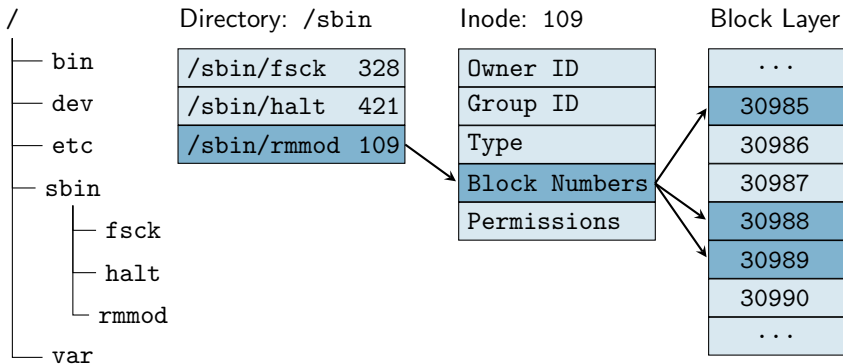 /
bin
dev
etc
sbin
fsck
halt
rmmod
var
Directory: /sbin
/sbin/fsck 328
/sbin/halt 421
/sbin/rmmod 109
Inode: 109
Owner ID
Group ID
Type
Block Numbers
Permissions
Block Layer
...
30985
30986
30987
30988
30989
30990
...